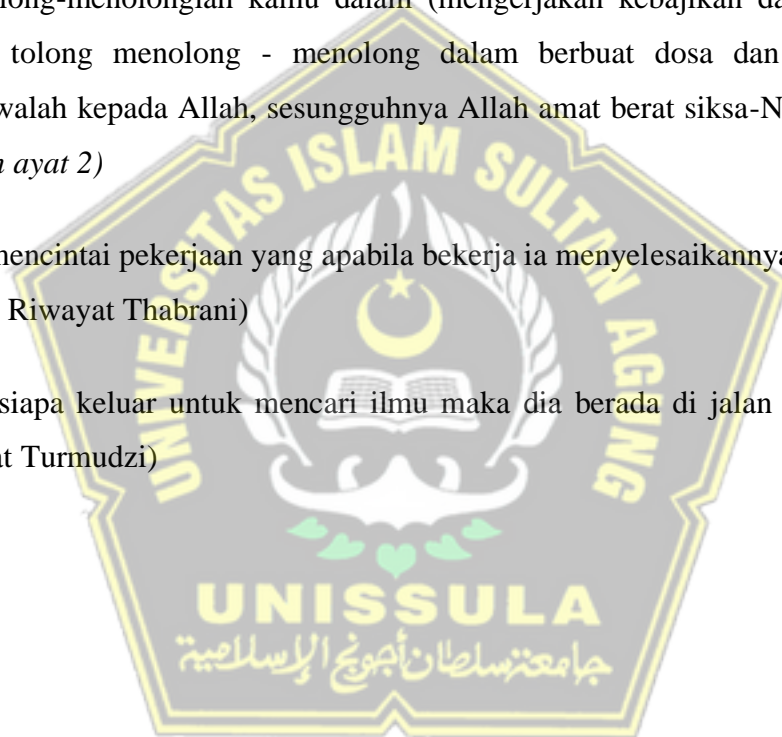 long-menolonglah kamu dalam (mengerjakan kebajikan da
tolong menolong - menolong dalam berbuat dosa dan
walah kepada Allah, sesungguhnya Allah amat berat siksa-N
ayat 2)
mencintai pekerjaan yang apabila bekerja ia menyelesaikannya
Riwayat Thabrani)
siapa keluar untuk mencari ilmu maka dia berada di jalan
at Turmudzi)
UNIVERSITAS ISLAM SULTAN AGUNG
UNISSULA
جامعة سلطان أجونج الإسلامية